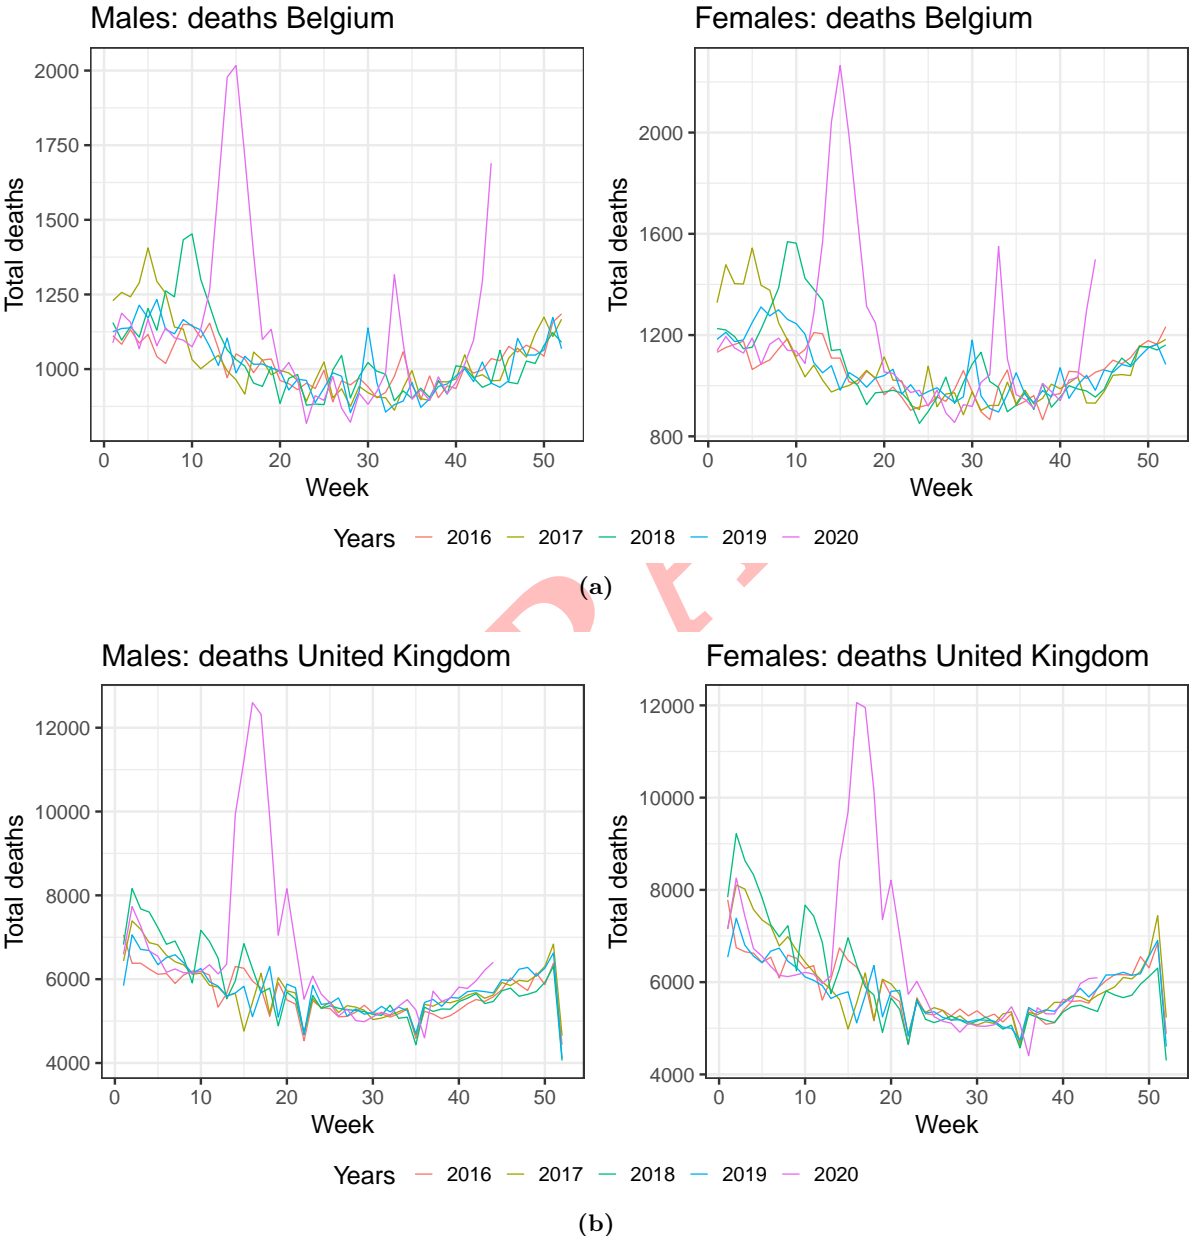 Males: deaths Belgium
Females: deaths Belgium
Total deaths
2000
1750
1500
1250
1000
0 10 20 30 40 50
Week
Total deaths
2000
1600
1200
800
0 10 20 30 40 50
Week
Years 2016 2017 2018 2019 2020
(a)
Males: deaths United Kingdom
Females: deaths United Kingdom
Total deaths
12000
10000
8000
6000
4000
0 10 20 30 40 50
Week
Total deaths
12000
10000
8000
6000
4000
0 10 20 30 40 50
Week
Years 2016 2017 2018 2019 2020
(b)